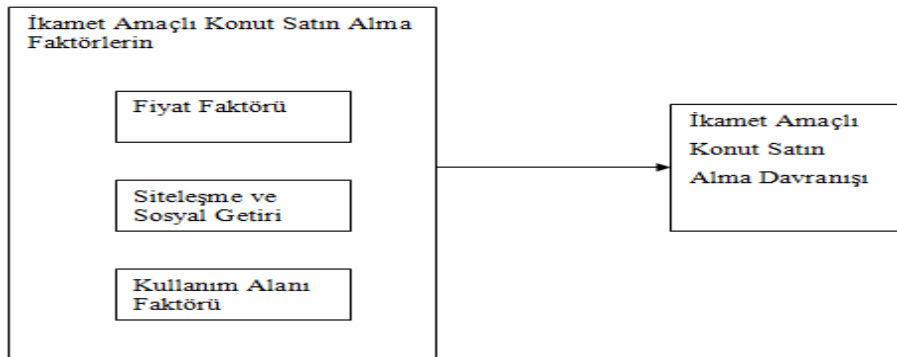 İkamet Amaçlı Konut Satın Alma
Faktörlerin
Fiyat Faktörü
Siteleşme ve
Sosyal Getiri
Kullanım Alanı
Faktörü
İkamet Amaçlı
Konut Satın
Alma Davranışı